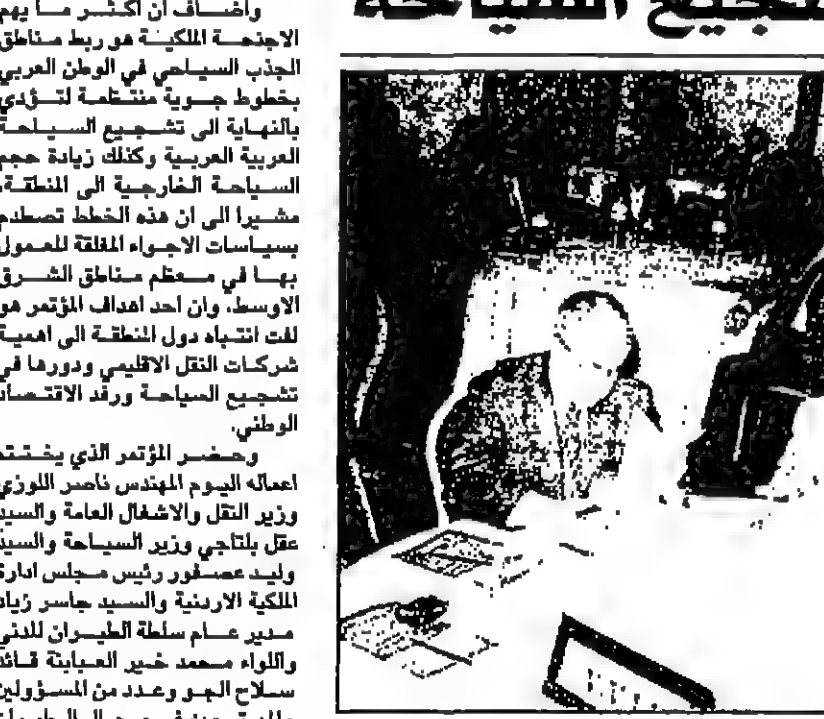 تشجيع السياحة
واضاف ان اكثر ما يهم
الاجنحة الملكية هو ربط مناطق
الجذب السياحي في الوطن العربي
بخطوط جوية منتظمة لتؤدي
بالنهاية الى تشجيع السياحة
العربية العربية وكذلك زيادة حجم
السياحة الخارجية الى المنطقة،
مشيرا الى ان هذه الخطط تصطدم
بسياسات الاجواء المغلقة المعمول
بها في معظم مناطق الشرق
الاوسط، وان احد اهداف المؤتمر هو
لفت انتباه دول المنطقة الى اهمية
شركات النقل الاقليمي ودورها في
تشجيع السياحة ورفد الاقتصاد
الوطني.
وحضر المؤتمر الذي يختتم
اعماله اليوم المهندس ناصر اللوزي
وزير النقل والاشغال العامة والسيد
عقل بلتاجي وزير السياحة والسيد
وليد عصفور رئيس مجلس ادارة
الملكية الاردنية والسيد جاسر زياد
مدير عام سلطة الطيران المدني
واللواء محمد خير العبابنة قائد
سلاح الجو وعدد من المسؤولين